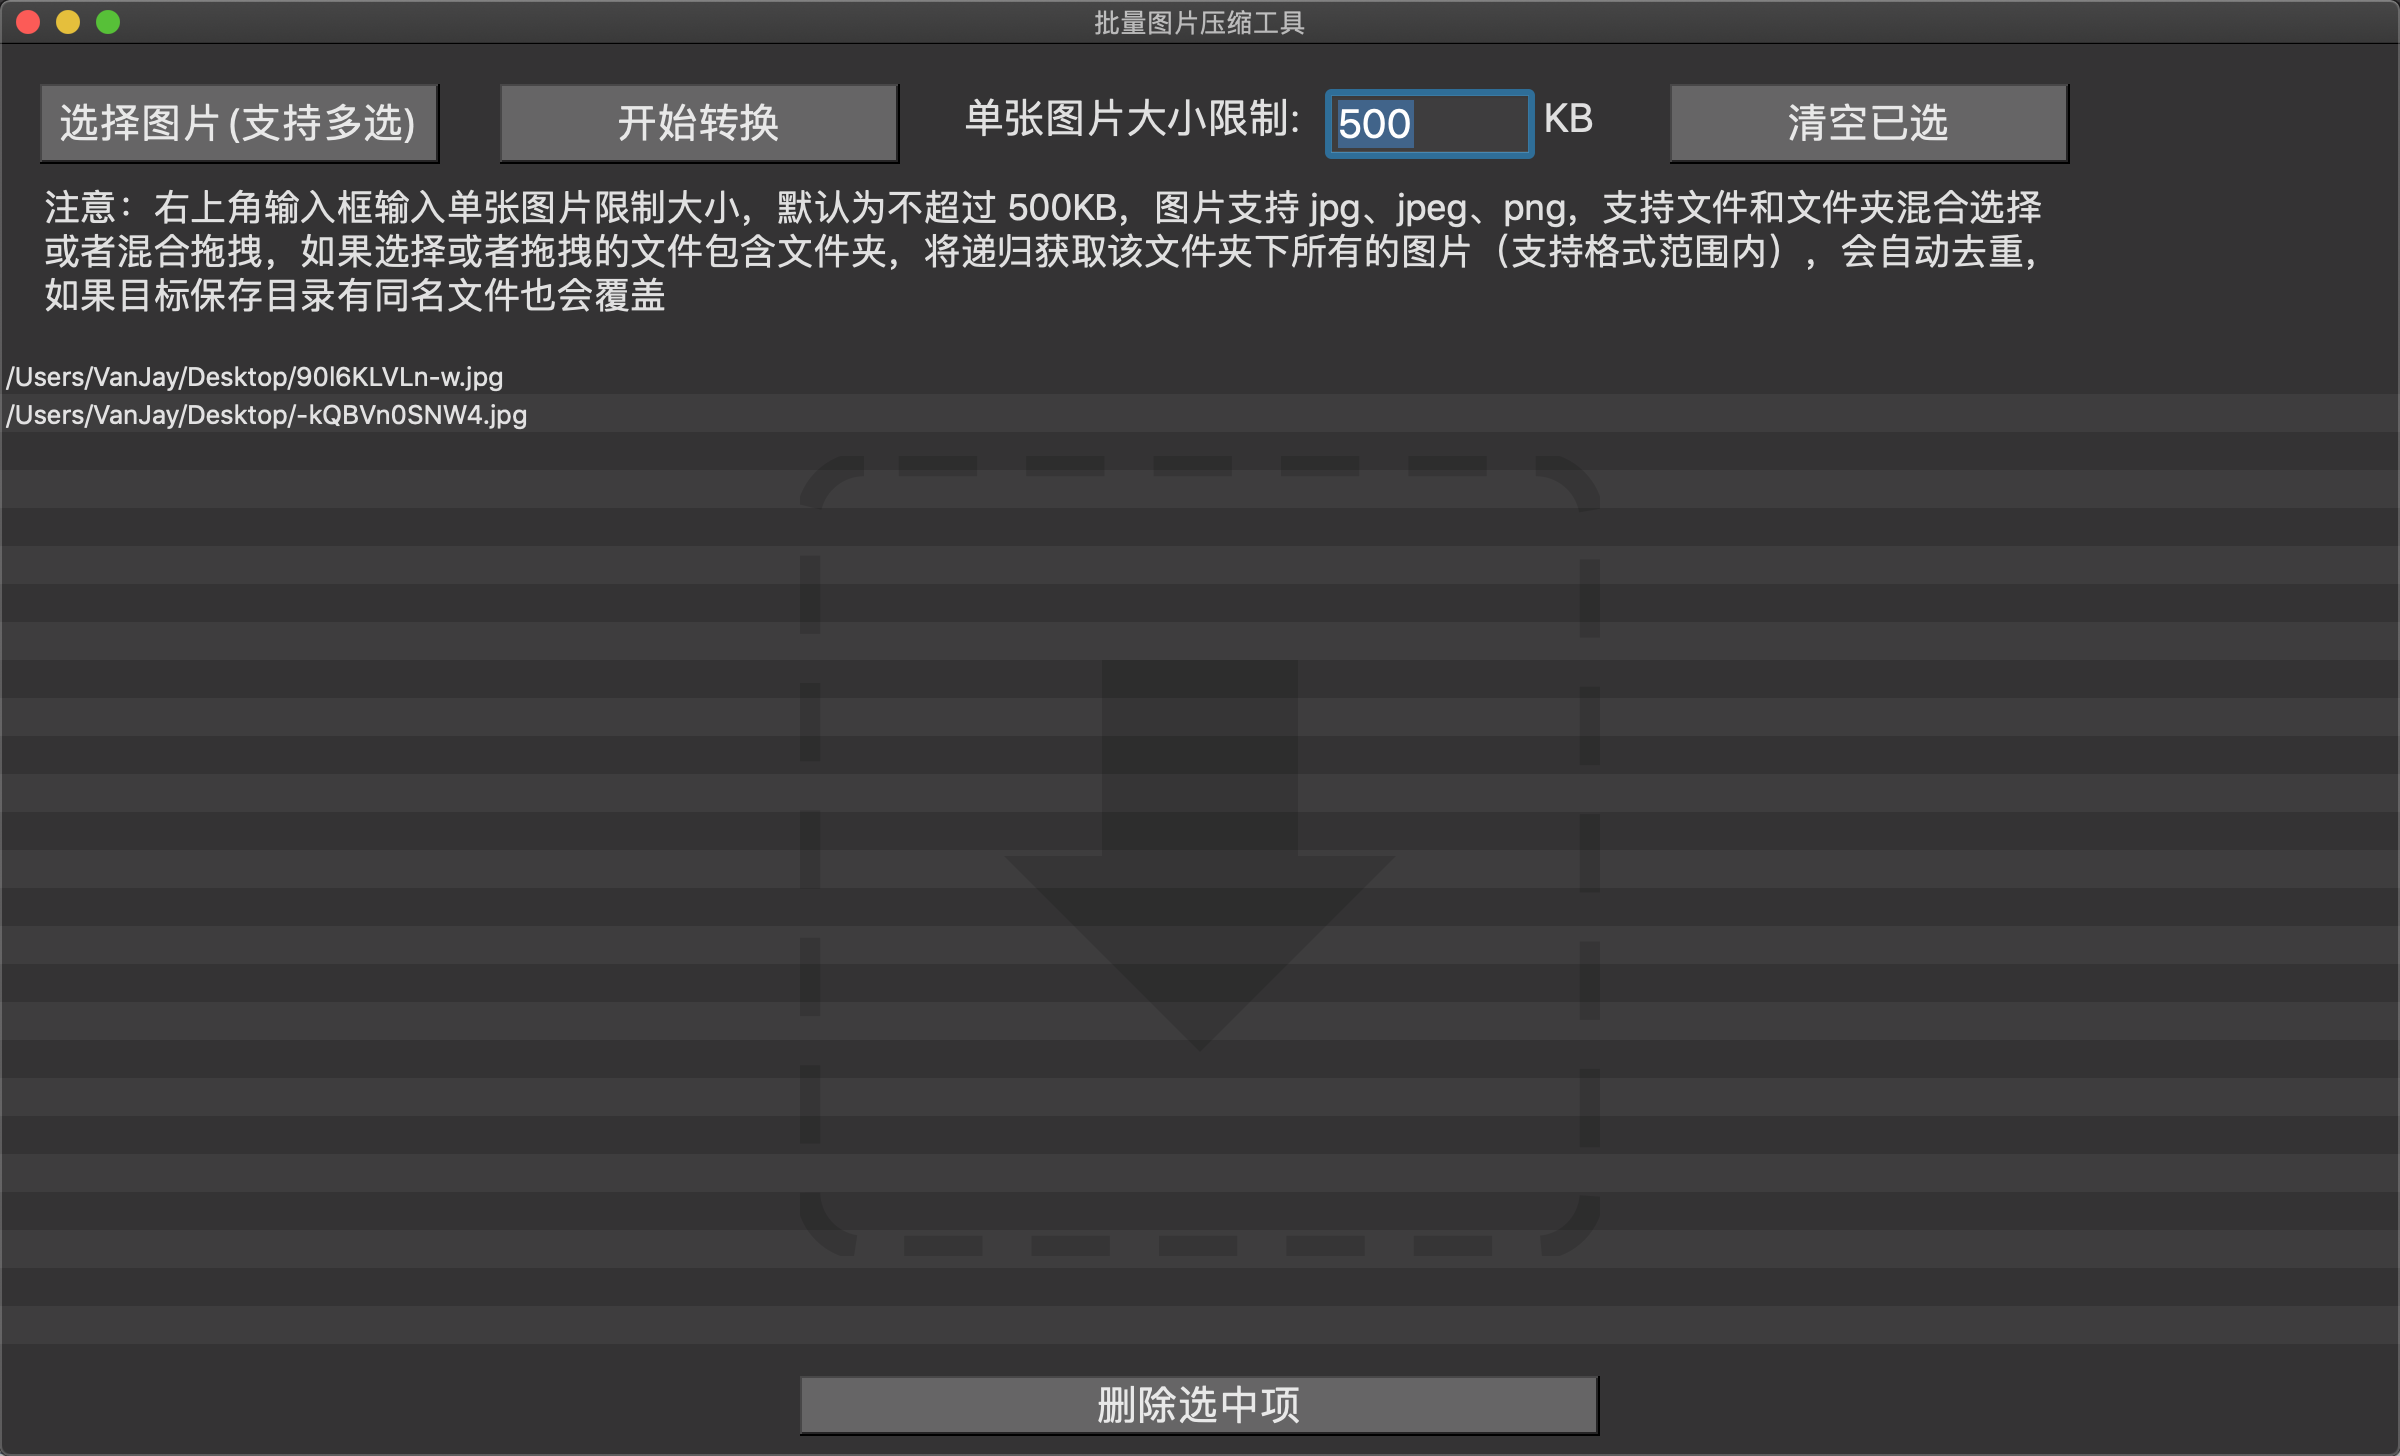 批量图片压缩工具
选择图片(支持多选) 开始转换 单张图片大小限制: 500 KB 清空已选
注意：右上角输入框输入单张图片限制大小，默认为不超过 500KB，图片支持 jpg、jpeg、png，支持文件和文件夹混合选择
或者混合拖拽，如果选择或者拖拽的文件包含文件夹，将递归获取该文件夹下所有的图片（支持格式范围内），会自动去重，
如果目标保存目录有同名文件也会覆盖
/Users/VanJay/Desktop/90l6KLVLn-w.jpg
/Users/VanJay/Desktop/-kQBVn0SNW4.jpg
删除选中项